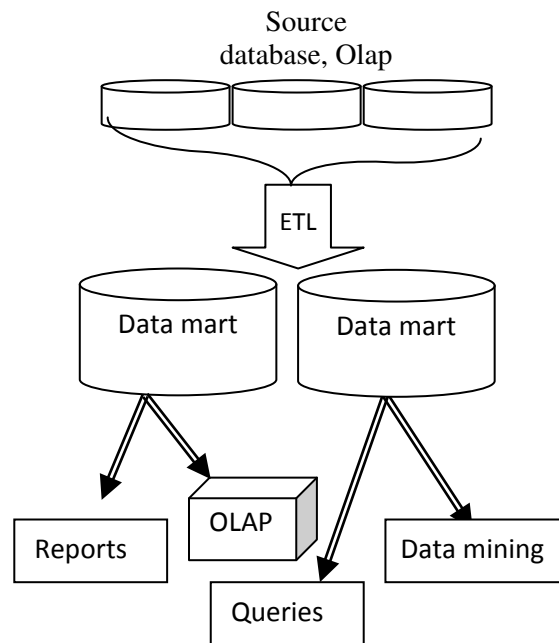 Source
database, Olap
ETL
Data mart
Data mart
Reports
OLAP
Queries
Data mining